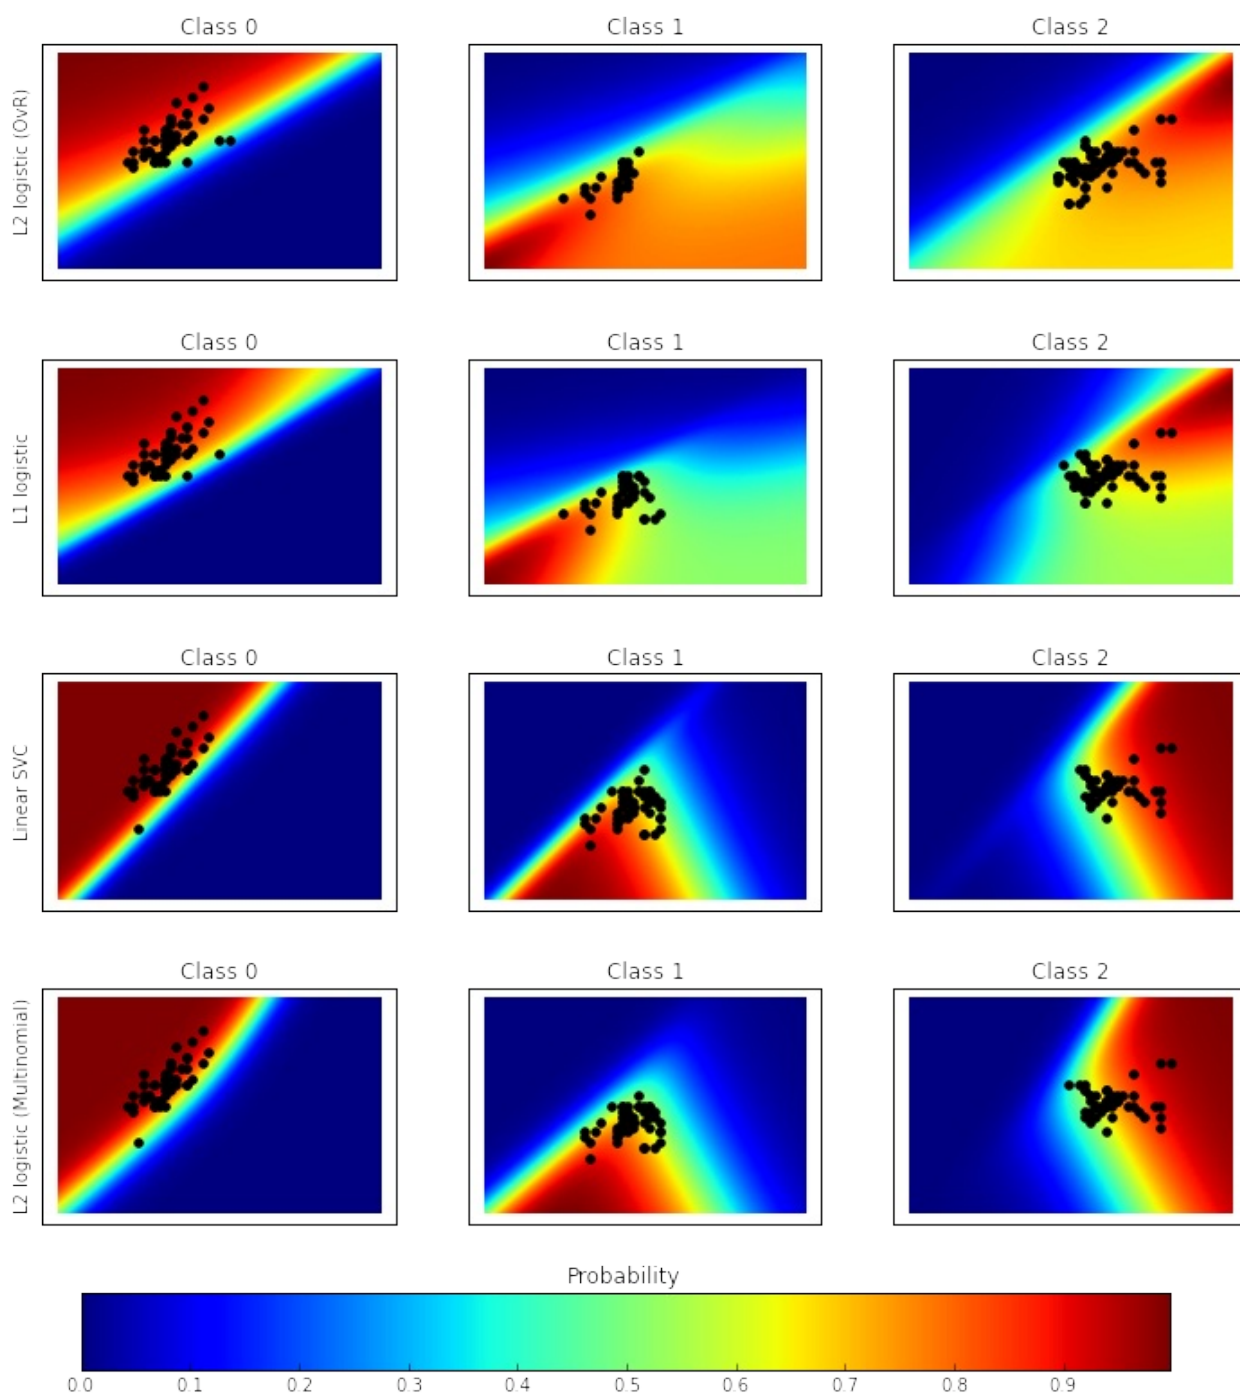 Class 0
Class 1
Class 2
L2 logistic (OvR)
Class 0
Class 1
Class 2
L1 logistic
Class 0
Class 1
Class 2
Linear SVC
Class 0
Class 1
Class 2
L2 logistic (Multinomial)
Probability
0.0 0.1 0.2 0.3 0.4 0.5 0.6 0.7 0.8 0.9